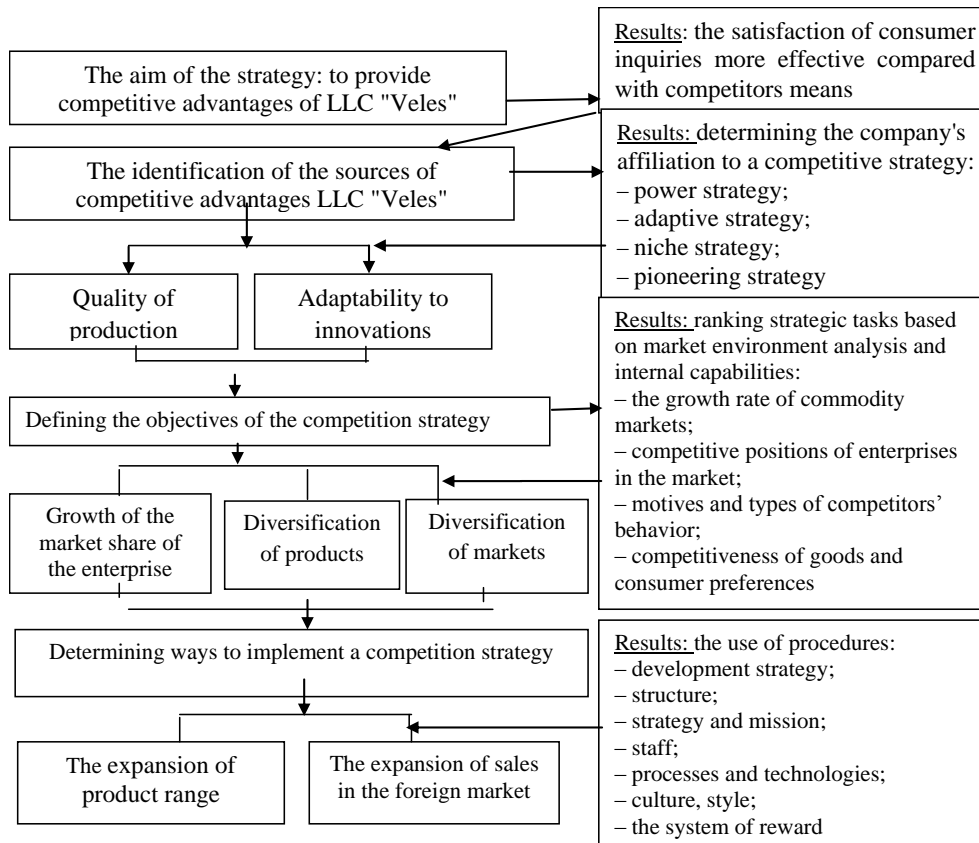 Results: the satisfaction of consumer
inquiries more effective compared
with competitors means
The aim of the strategy: to provide
competitive advantages of LLC "Veles"
The identification of the sources of
competitive advantages LLC "Veles"
Results: determining the company's
affiliation to a competitive strategy:
– power strategy;
– adaptive strategy;
– niche strategy;
– pioneering strategy
Quality of
production
Adaptability to
innovations
Defining the objectives of the competition strategy
Results: ranking strategic tasks based
on market environment analysis and
internal capabilities:
– the growth rate of commodity
markets;
– competitive positions of enterprises
in the market;
– motives and types of competitors’
behavior;
– competitiveness of goods and
consumer preferences
Growth of the
market share of
the enterprise
Diversification
of products
Diversification
of markets
Determining ways to implement a competition strategy
Results: the use of procedures:
– development strategy;
– structure;
– strategy and mission;
– staff;
– processes and technologies;
– culture, style;
– the system of reward
The expansion of
product range
The expansion of sales
in the foreign market